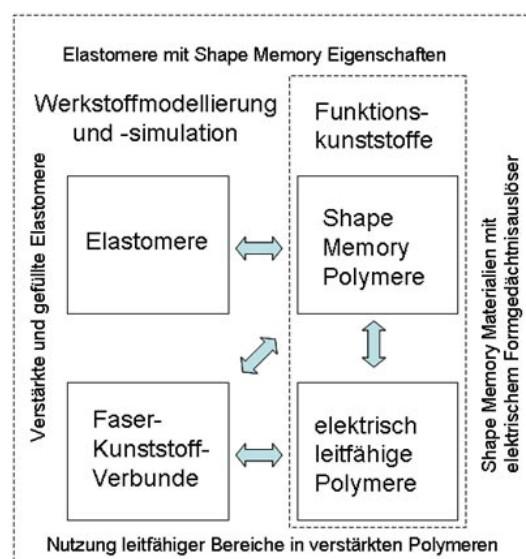 Elastomere mit Shape Memory Eigenschaften
Werkstoffmodellierung
und -simulation
Funktions-
kunststoffe
Verstärkte und gefüllte Elastomere
Elastomere
Shape
Memory
Polymere
Shape Memory Materialien mit
elektrischem Formgedächtnisauslöser
Faser-
Kunststoff-
Verbunde
elektrisch
leitfähige
Polymere
Nutzung leitfähiger Bereiche in verstärkten Polymeren